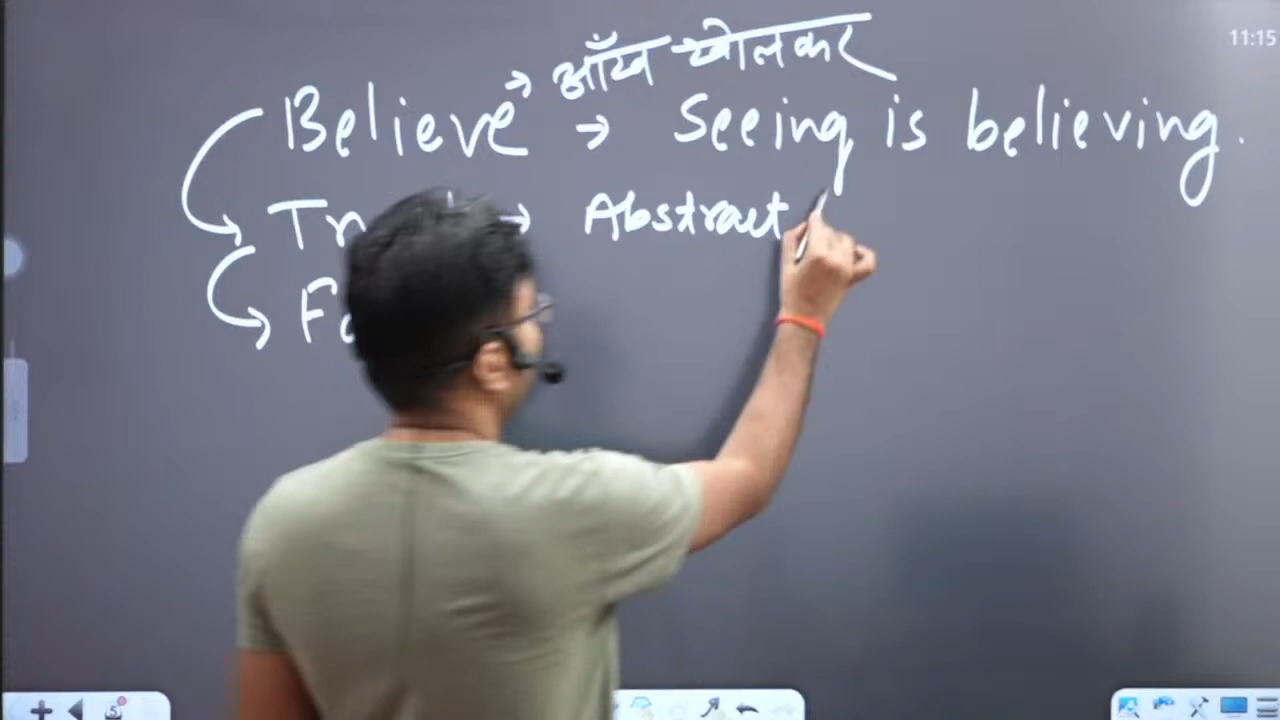 11:15
→ आँख खोलकर
Believe → Seeing is believing.
→ Abstract